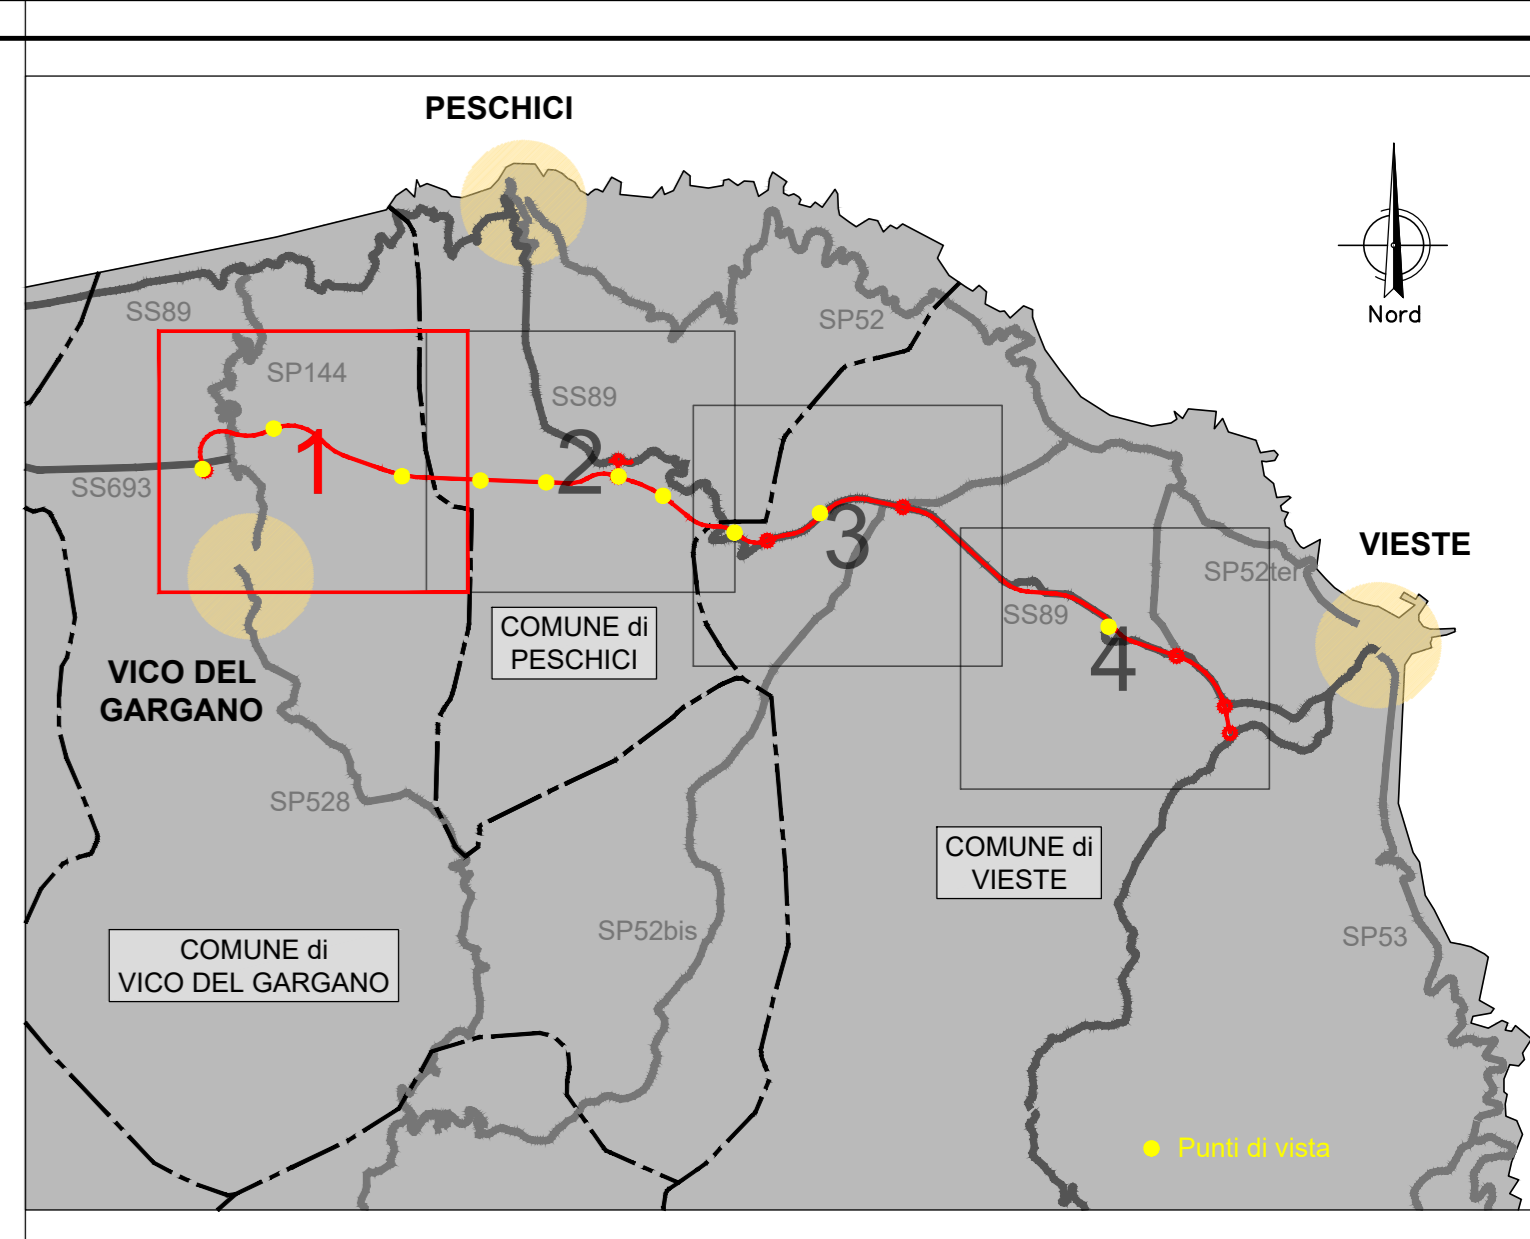 PESCHICI
Nord
SS89
SP52
SP144
SS89
1
2
SS693
3
VIESTE
SP52ter
SS89
COMUNE di
PESCHICI
4
VICO DEL
GARGANO
SP528
COMUNE di
VIESTE
SP52bis
SP53
COMUNE di
VICO DEL GARGANO
Punti di vista